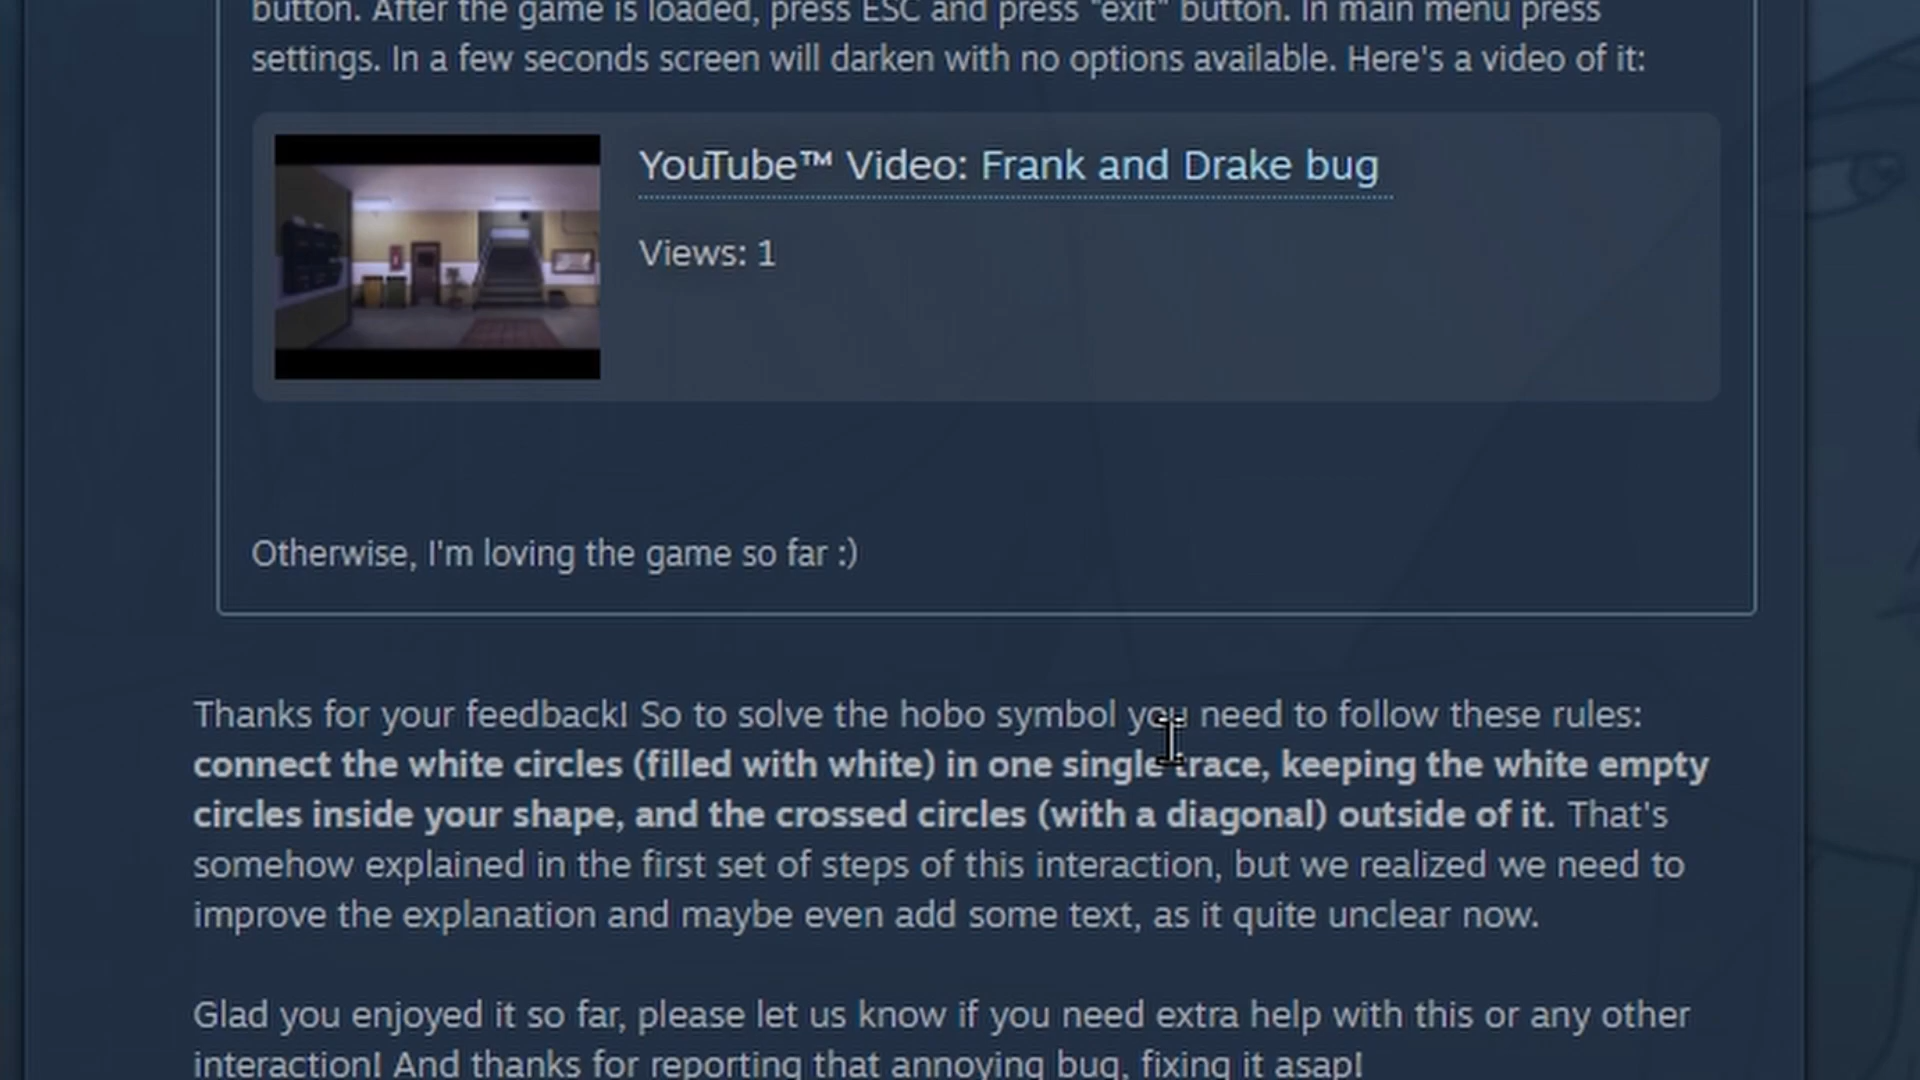 button. After the game is loaded, press ESC and press "exit" button. In main menu press
settings. In a few seconds screen will darken with no options available. Here's a video of it:
YouTube™ Video: Frank and Drake bug
Views: 1
Otherwise, I'm loving the game so far :)
Thanks for your feedback! So to solve the hobo symbol you need to follow these rules:
connect the white circles (filled with white) in one single trace, keeping the white empty
circles inside your shape, and the crossed circles (with a diagonal) outside of it. That's
somehow explained in the first set of steps of this interaction, but we realized we need to
improve the explanation and maybe even add some text, as it quite unclear now.
Glad you enjoyed it so far, please let us know if you need extra help with this or any other
interaction! And thanks for reporting that annoying bug, fixing it asap!